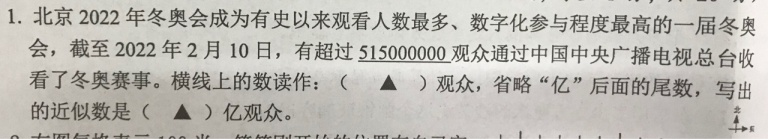 1. 北京 2022 年冬奥会成为有史以来观看人数最多、数字化参与程度最高的一届冬奥
会，截至 2022 年 2 月 10 日，有超过 515000000 观众通过中国中央广播电视总台收
看了冬奥赛事。横线上的数读作：（ ▲ ）观众，省略“亿”后面的尾数，写出
的近似数是（ ▲ ）亿观众。
北